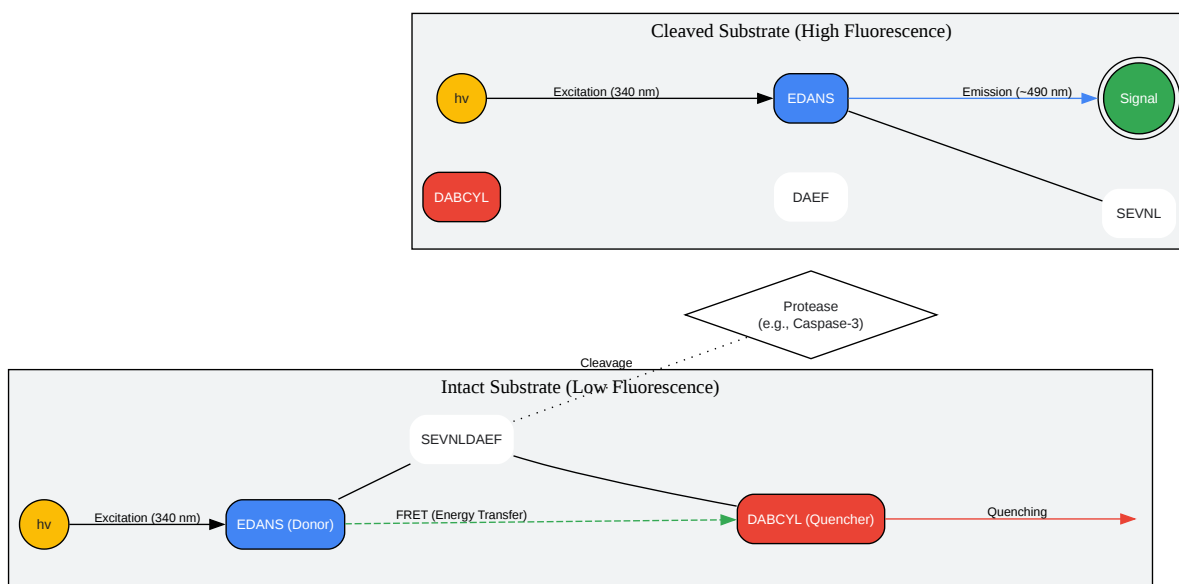 Cleaved Substrate (High Fluorescence)
hv
Excitation (340 nm)
EDANS
Emission (~490 nm)
Signal
DABCYL
DAEF
SEVNL
Protease
(e.g., Caspase-3)
Cleavage
Intact Substrate (Low Fluorescence)
SEVNLDAEF
hv
Excitation (340 nm)
EDANS (Donor)
FRET (Energy Transfer)
DABCYL (Quencher)
Quenching